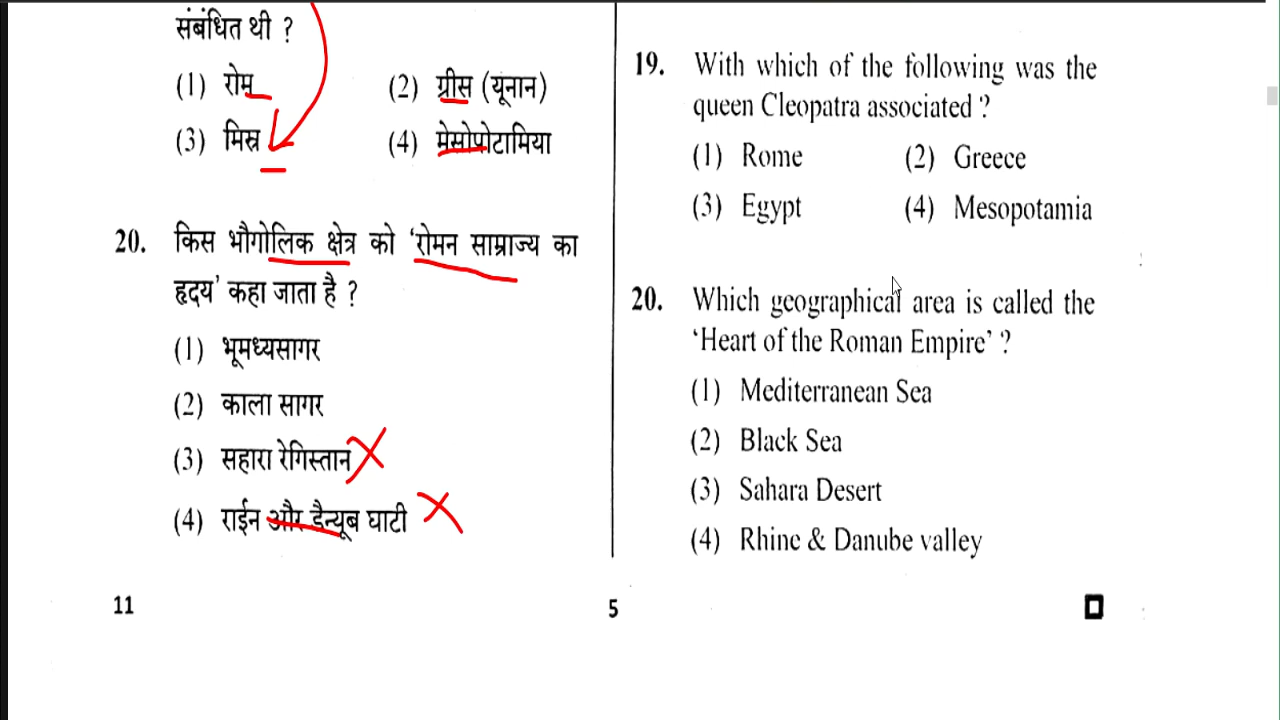 संबंधित थी ?
(1) रोम (2) ग्रीस (यूनान)
(3) मिस्र (4) मेसोपोटामिया
20. किस भौगोलिक क्षेत्र को ‘रोमन साम्राज्य का
हृदय’ कहा जाता है ?
(1) भूमध्यसागर
(2) काला सागर
(3) सहारा रेगिस्तान
(4) राईन और डैन्यूब घाटी
19. With which of the following was the
queen Cleopatra associated ?
(1) Rome (2) Greece
(3) Egypt (4) Mesopotamia
20. Which geographical area is called the
‘Heart of the Roman Empire’ ?
(1) Mediterranean Sea
(2) Black Sea
(3) Sahara Desert
(4) Rhine & Danube valley
11 5